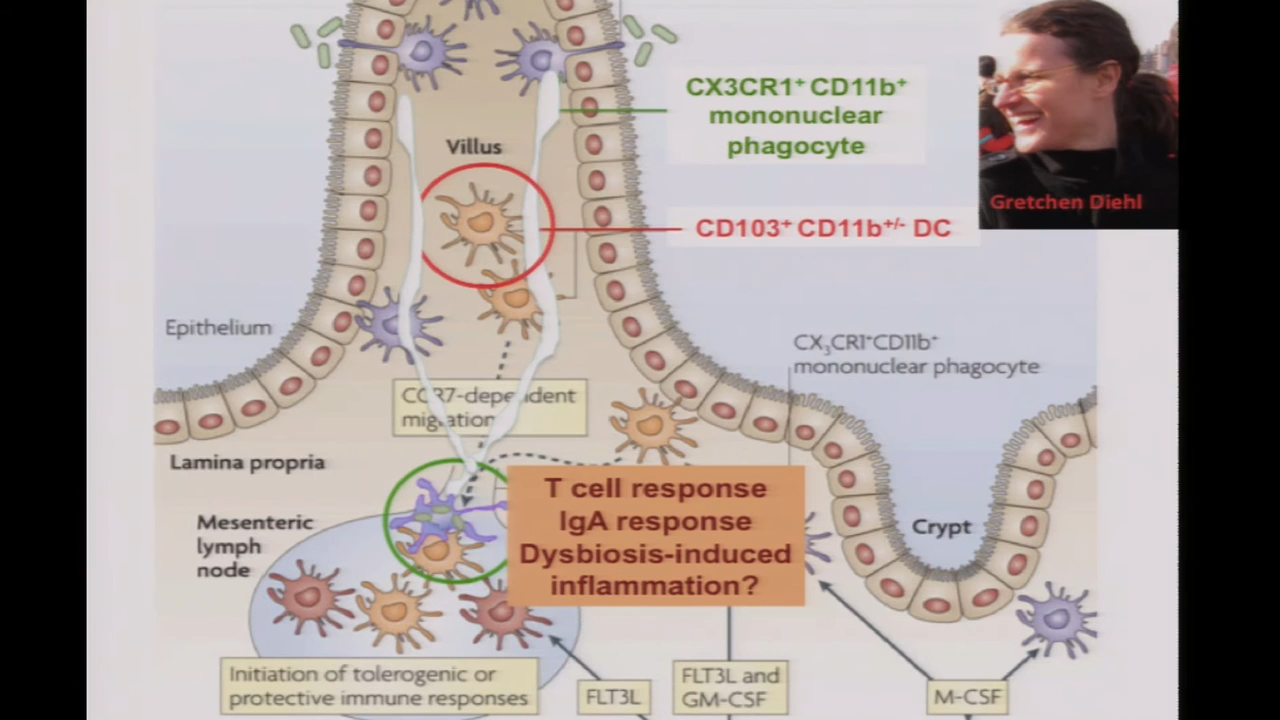 CX3CR1⁺ CD11b⁺
mononuclear
phagocyte
Gretchen Diehl
Villus
CD103⁺ CD11b⁺/⁻ DC
Epithelium
CX₃CR1⁺CD11b⁺
mononuclear phagocyte
CCR7-dependent
migration
Lamina propria
T cell response
IgA response
Dysbiosis-induced
inflammation?
Mesenteric
lymph
node
Crypt
Initiation of tolerogenic or
protective immune responses
FLT3L
FLT3L and
GM-CSF
M-CSF